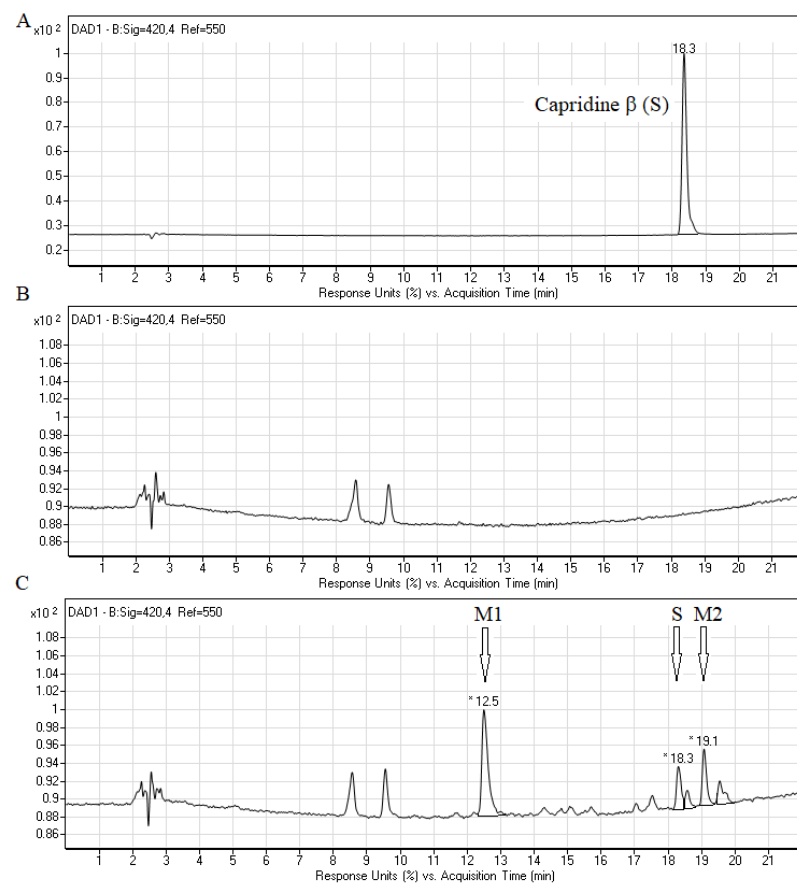 A
x10 2
DAD1 - B:Sig=420,4 Ref=550
18.3
1
0.9
0.8
0.7
0.6
0.5
0.4
0.3
0.2
Capridine β (S)
1 2 3 4 5 6 7 8 9 10 11 12 13 14 15 16 17 18 19 20 21
Response Units (%) vs. Acquisition Time (min)
B
x10 2
DAD1 - B:Sig=420,4 Ref=550
1.08
1.06
1.04
1.02
1
0.98
0.96
0.94
0.92
0.9
0.88
0.86
1 2 3 4 5 6 7 8 9 10 11 12 13 14 15 16 17 18 19 20 21
Response Units (%) vs. Acquisition Time (min)
C
x10 2
DAD1 - B:Sig=420,4 Ref=550
M1 S M2
1.08
1.06
1.04
1.02
1
0.98
0.96
0.94
0.92
0.9
0.88
0.86
* 12.5
* 18.3
* 19.1
1 2 3 4 5 6 7 8 9 10 11 12 13 14 15 16 17 18 19 20 21
Response Units (%) vs. Acquisition Time (min)